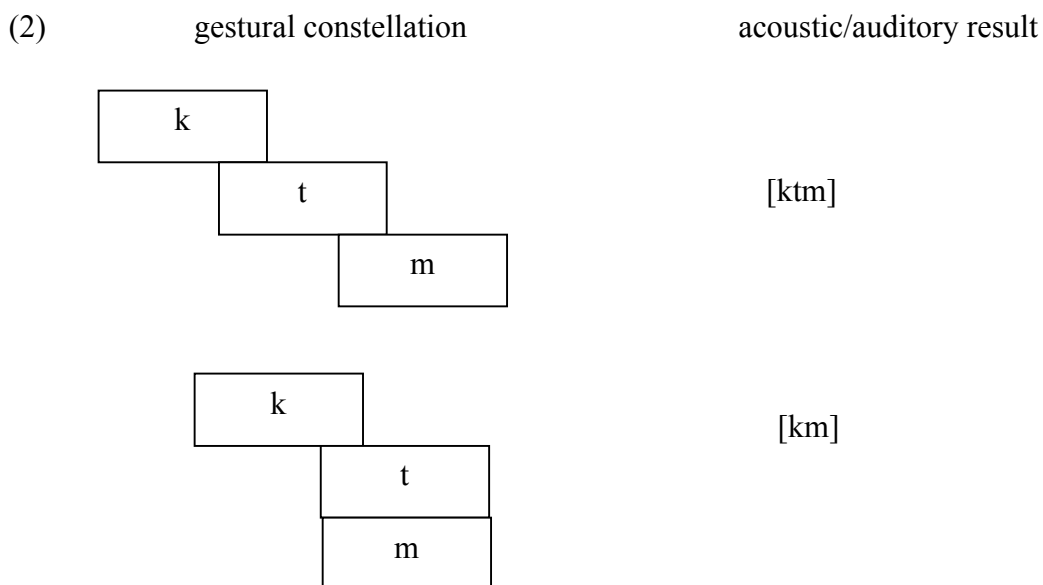 (2) gestural constellation acoustic/auditory result
k
t [ktm]
m
k [km]
t
m